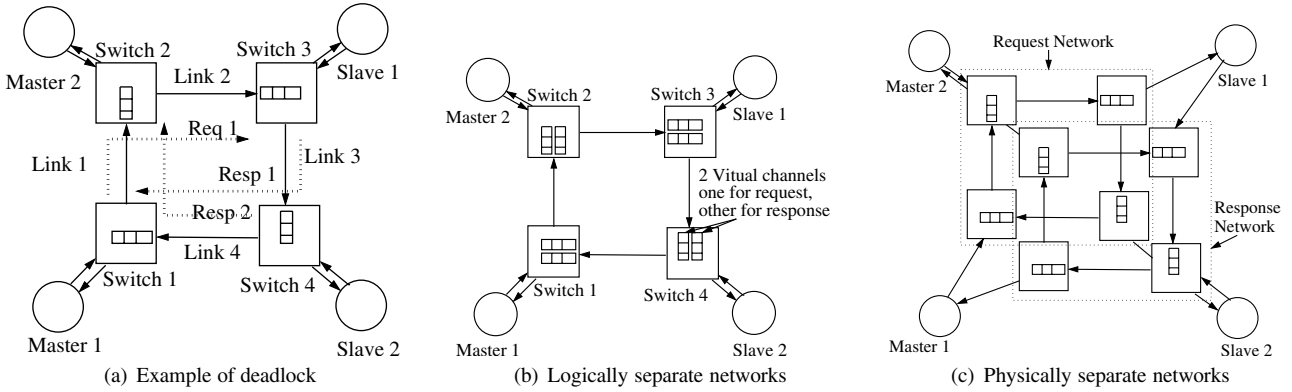 Switch 2
Switch 3
Master 2
Link 2
Slave 1
Req 1
Link 1
Link 3
Resp 1
Resp 2
Link 4
Switch 1
Switch 4
Master 1
Slave 2
(a) Example of deadlock
Switch 2
Switch 3
Master 2
Slave 1
2 Vitual channels
one for request,
other for response
Switch 1
Switch 4
Master 1
Slave 2
(b) Logically separate networks
Request Network
Master 2
Slave 1
Response
Network
Master 1
Slave 2
(c) Physically separate networks